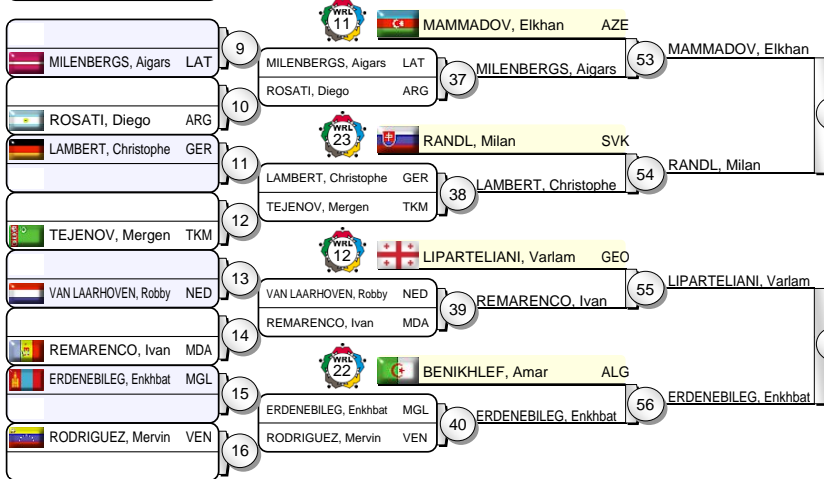 WRL
11
MAMMADOV, Elkhan AZE
9
MILENBERGS, Aigars LAT
MILENBERGS, Aigars LAT
37
MILENBERGS, Aigars
53
MAMMADOV, Elkhan
ROSATI, Diego ARG
10
ROSATI, Diego ARG
WRL
23
RANDL, Milan SVK
LAMBERT, Christophe GER
11
LAMBERT, Christophe GER
38
LAMBERT, Christophe
54
RANDL, Milan
12
TEJENOV, Mergen TKM
TEJENOV, Mergen TKM
WRL
12
LIPARTELIANI, Varlam GEO
13
VAN LAARHOVEN, Robby NED
VAN LAARHOVEN, Robby NED
39
REMARENCO, Ivan
55
LIPARTELIANI, Varlam
REMARENCO, Ivan MDA
14
REMARENCO, Ivan MDA
WRL
22
BENIKHLEF, Amar ALG
ERDENEBILEG, Enkhbat MGL
15
ERDENEBILEG, Enkhbat MGL
40
ERDENEBILEG, Enkhbat
56
ERDENEBILEG, Enkhbat
RODRIGUEZ, Mervin VEN
RODRIGUEZ, Mervin VEN
16